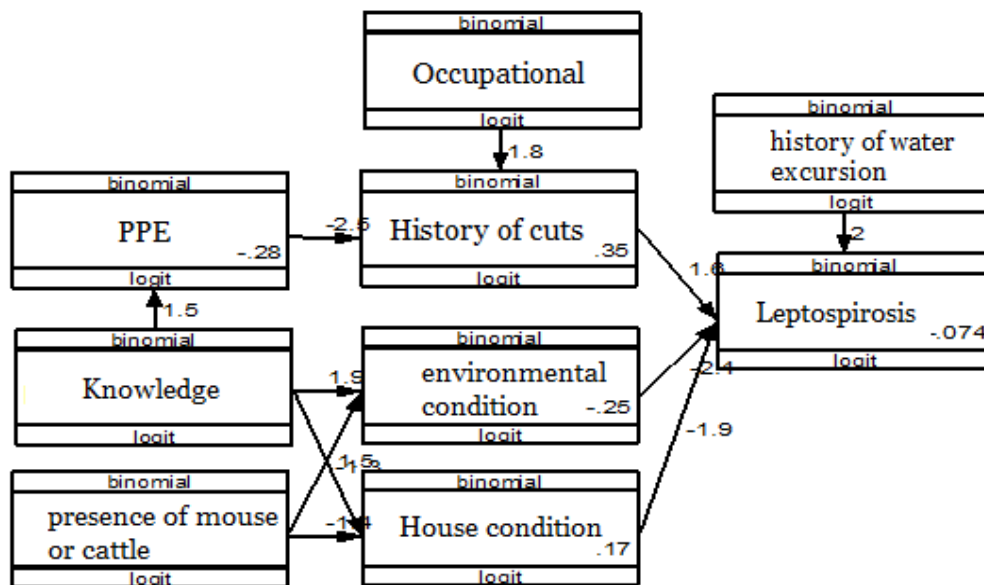 binomial
Occupational
logit
1.8
binomial
history of water
excursion
logit
2
binomial
PPE
-.28
logit
-2.5
binomial
History of cuts
.35
logit
1.6
binomial
Leptospirosis
-.074
logit
1.5
binomial
Knowledge
logit
1.9
binomial
environmental
condition
-.25
logit
-2.1
-1.9
1.5
binomial
presence of mouse
or cattle
logit
-1.4
binomial
House condition
.17
logit